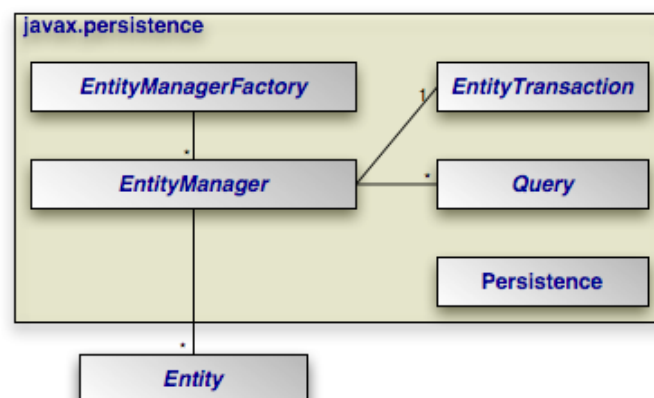 javax.persistence
EntityManagerFactory
EntityTransaction
1
*
EntityManager
*
Query
Persistence
*
Entity